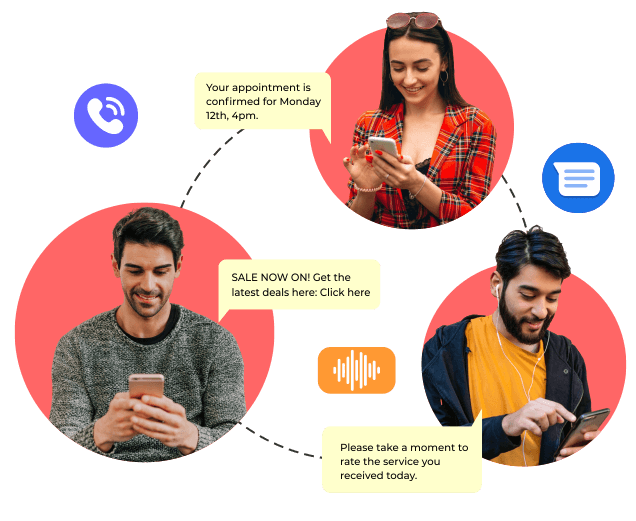 Your appointment is
confirmed for Monday
12th, 4pm.
SALE NOW ON! Get the
latest deals here: Click here
Please take a moment to
rate the service you
received today.